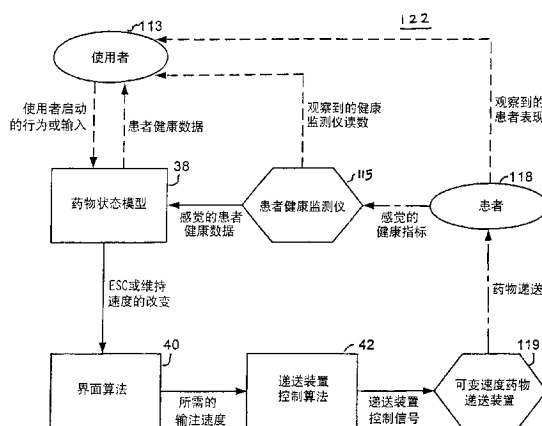 113
122
使用者
使用者启动
的行为或输入
患者健康数据
观察到的健康
监测仪读数
观察到的
患者表现
38
115
118
药物状态模型
感觉的患者
健康数据
患者健康监测仪
感觉的
健康指标
患者
ESC或维持
速度的改变
药物递送
40
42
119
界面算法
所需的
输注速度
递送装置
控制算法
递送装置
控制信号
可变速度药物
递送装置